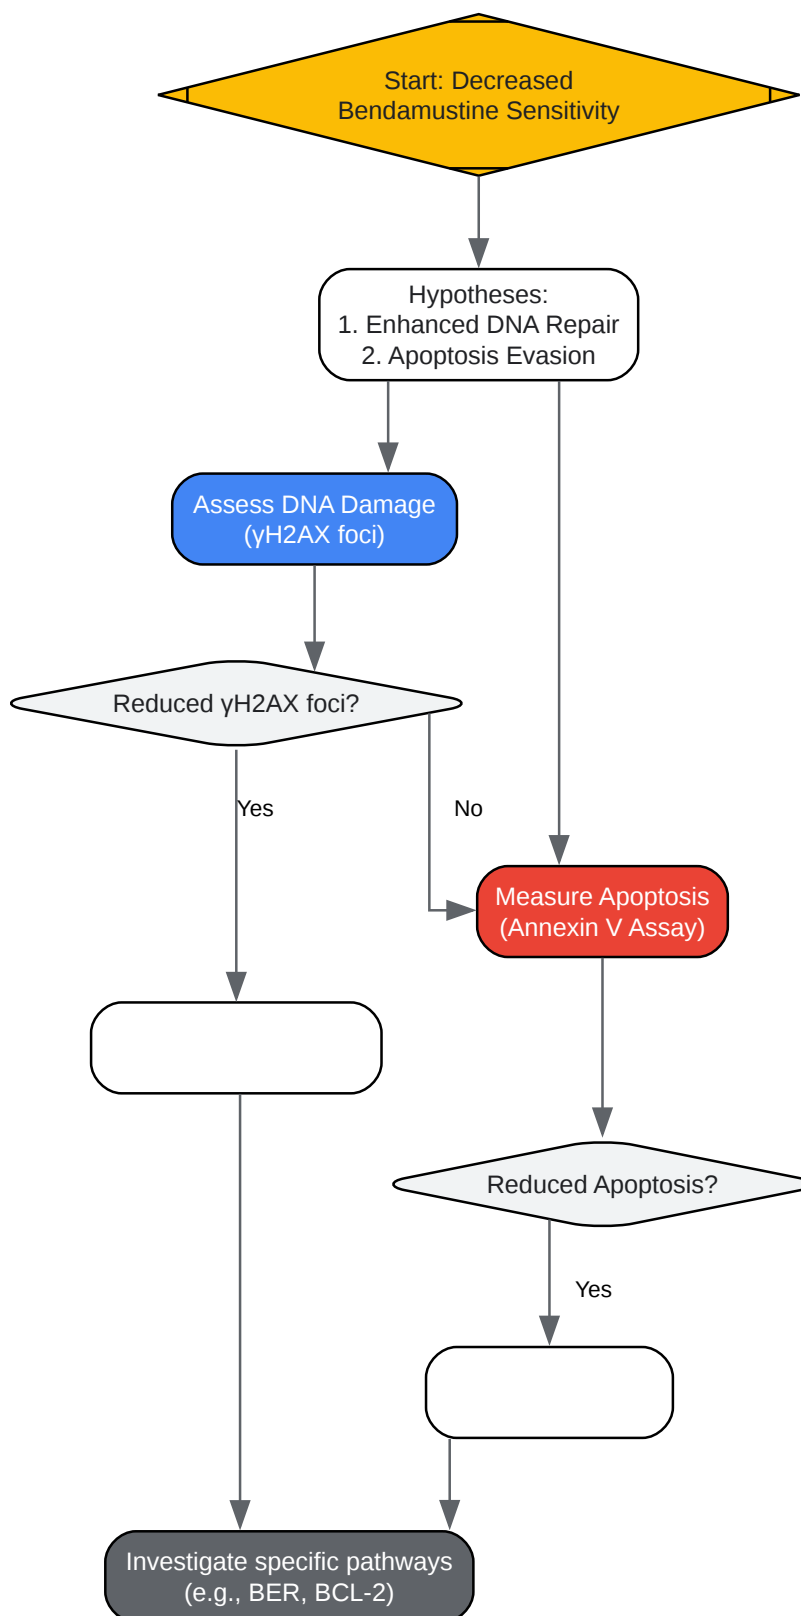 Start: Decreased
Bendamustine Sensitivity
Hypotheses:
1. Enhanced DNA Repair
2. Apoptosis Evasion
Assess DNA Damage
(γH2AX foci)
Reduced γH2AX foci?
Yes
No
Measure Apoptosis
(Annexin V Assay)
Reduced Apoptosis?
Yes
Investigate specific pathways
(e.g., BER, BCL-2)